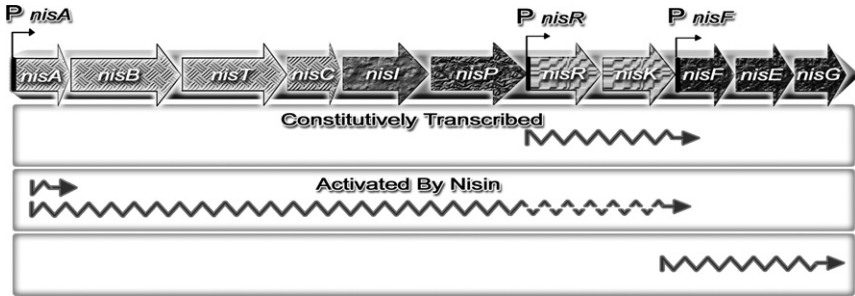 P nisA
P nisR
P nisF
nisA nisB nisT nisC nisI nisP nisR nisK nisF nisE nisG
Constitutively Transcribed
Activated By Nisin